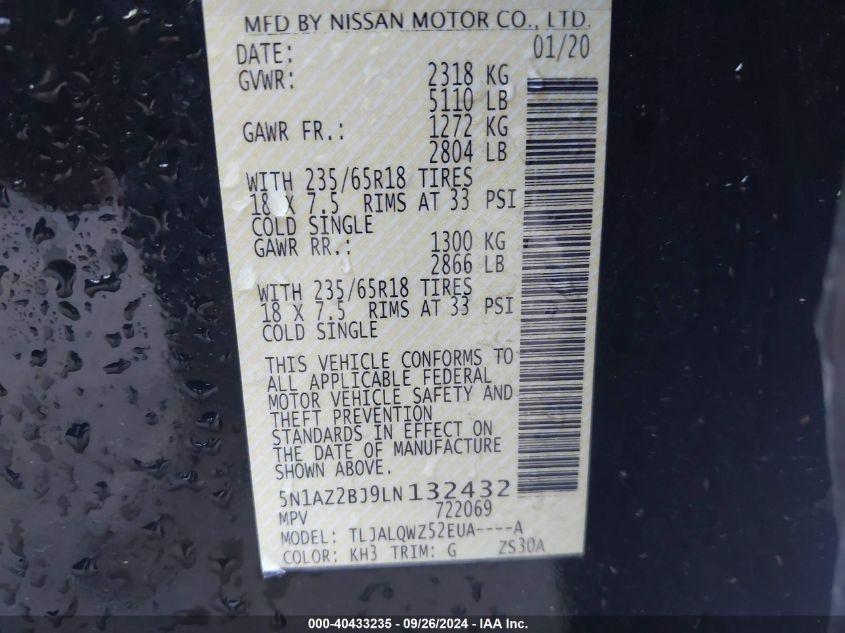 MFD BY NISSAN MOTOR CO., LTD.
DATE: 01/20
GVWR: 2318 KG
5110 LB
GAWR FR.: 1272 KG
2804 LB
WITH 235/65R18 TIRES
18 X 7.5 RIMS AT 33 PSI
COLD SINGLE
GAWR RR.: 1300 KG
2866 LB
WITH 235/65R18 TIRES
18 X 7.5 RIMS AT 33 PSI
COLD SINGLE
THIS VEHICLE CONFORMS TO
ALL APPLICABLE FEDERAL
MOTOR VEHICLE SAFETY AND
THEFT PREVENTION
STANDARDS IN EFFECT ON
THE DATE OF MANUFACTURE
SHOWN ABOVE.
5N1AZ2BJ9LN132432
MPV 722069
MODEL: TLJALQWZ52EUA----A
COLOR: KH3 TRIM: G ZS30A
000-40433235 - 09/26/2024 - IAA Inc.